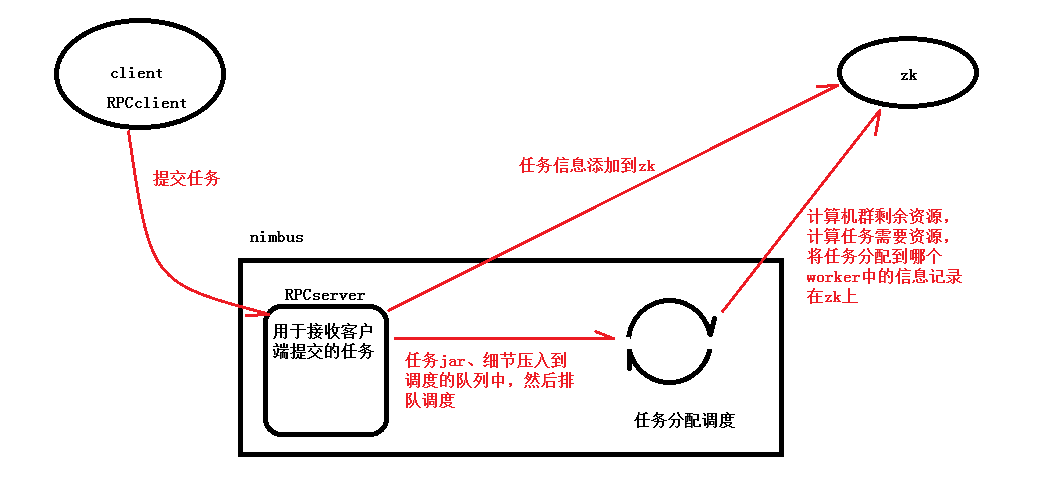 client
RPCclient
zk
提交任务
任务信息添加到zk
计算机群剩余资源,
计算任务需要资源,
将任务分配到哪个
worker中的信息记录
在zk上
nimbus
RPCserver
用于接收客户
端提交的任务
任务jar、细节压入到
调度的队列中，然后排
队调度
任务分配调度